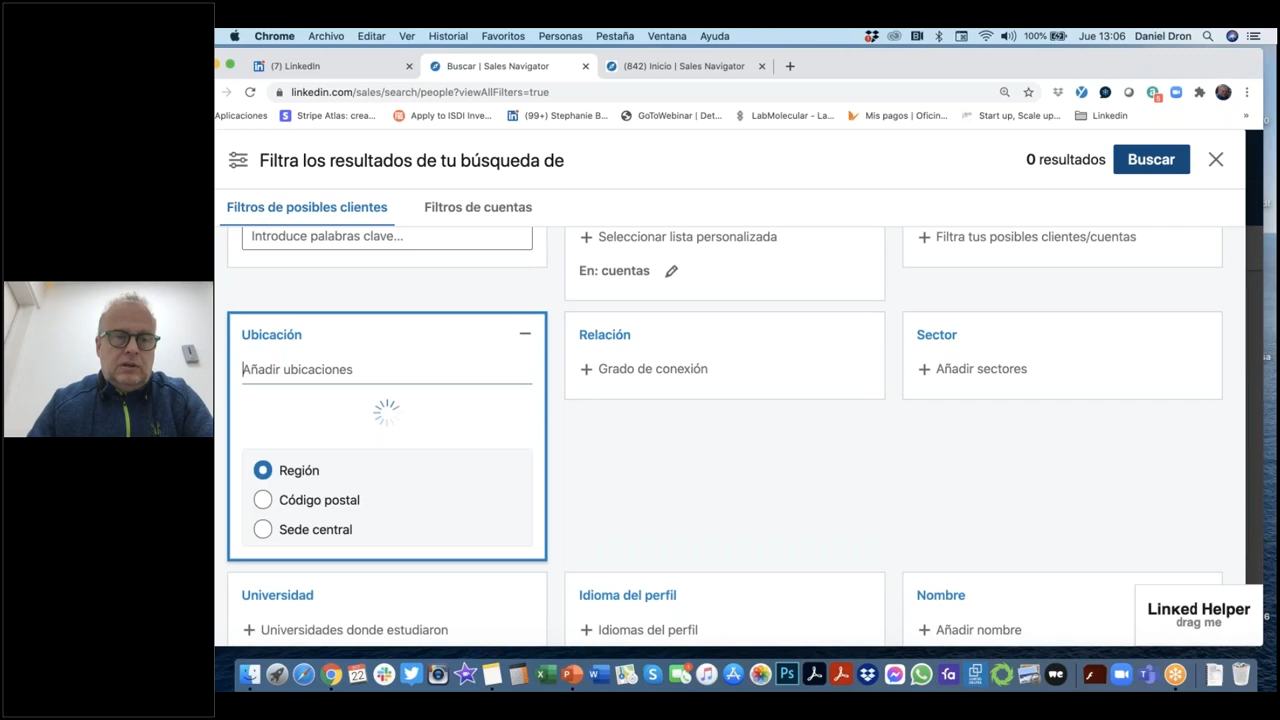 Chrome Archivo Editar Ver Historial Favoritos Personas Pestaña Ventana Ayuda 100% Jue 13:06 Daniel Dron
(7) LinkedIn Buscar | Sales Navigator (842) Inicio | Sales Navigator
linkedin.com/sales/search/people?viewAllFilters=true
Aplicaciones Stripe Atlas: crea... Apply to ISDI Inve... (99+) Stephanie B... GoToWebinar | Det... LabMolecular - La... Mis pagos | Oficin... Start up, Scale up... Linkedin »
Filtra los resultados de tu búsqueda de 0 resultados Buscar
Filtros de posibles clientes Filtros de cuentas
Introduce palabras clave... + Seleccionar lista personalizada + Filtra tus posibles clientes/cuentas
En: cuentas
Ubicación Relación Sector
Añadir ubicaciones + Grado de conexión + Añadir sectores
Región
Código postal
Sede central
Universidad Idioma del perfil Nombre
+ Universidades donde estudiaron + Idiomas del perfil + Añadir nombre
Linked Helper
drag me